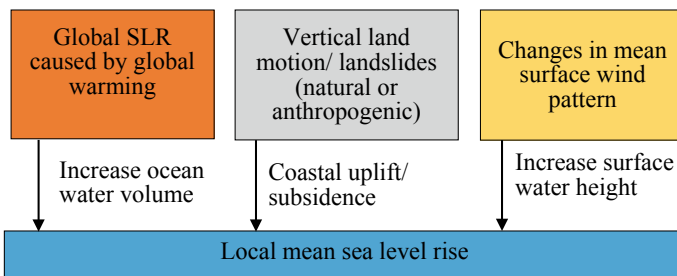 Global SLR
caused by global
warming
Vertical land
motion/ landslides
(natural or
anthropogenic)
Changes in mean
surface wind
pattern
Increase ocean
water volume
Coastal uplift/
subsidence
Increase surface
water height
Local mean sea level rise